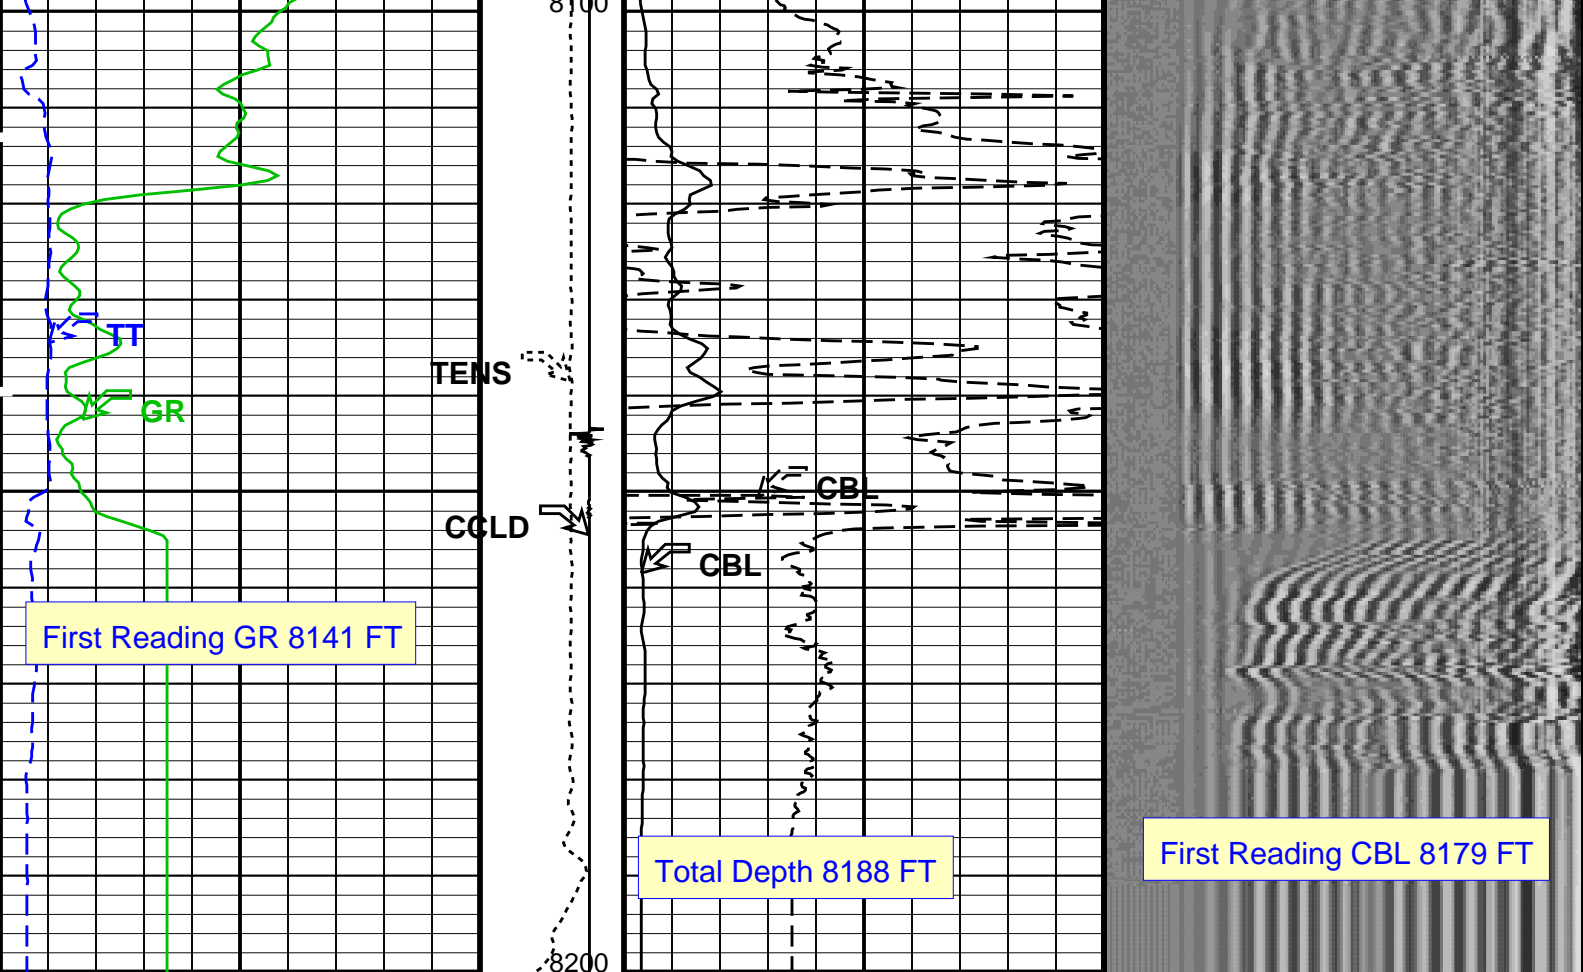 8100
TT
TENS
GR
CBL
CCLD
CBL
First Reading GR 8141 FT
Total Depth 8188 FT
First Reading CBL 8179 FT
8200